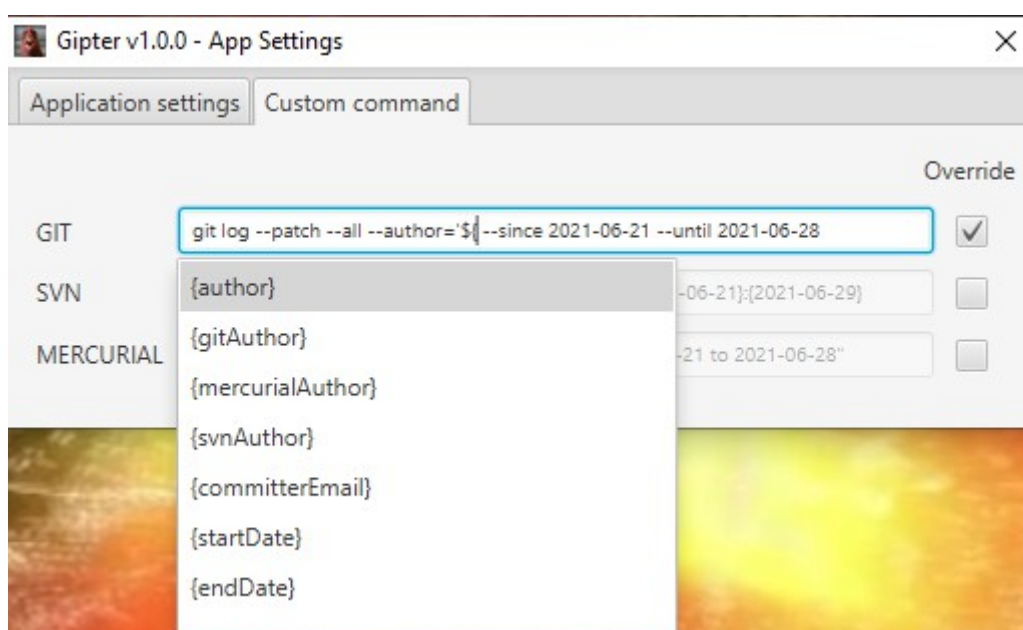 Gipter v1.0.0 - App Settings
Application settings
Custom command
Override
GIT
git log --patch --all --author='${ --since 2021-06-21 --until 2021-06-28
SVN
-06-21}:{2021-06-29}
MERCURIAL
-21 to 2021-06-28"
{author}
{gitAuthor}
{mercurialAuthor}
{svnAuthor}
{committerEmail}
{startDate}
{endDate}